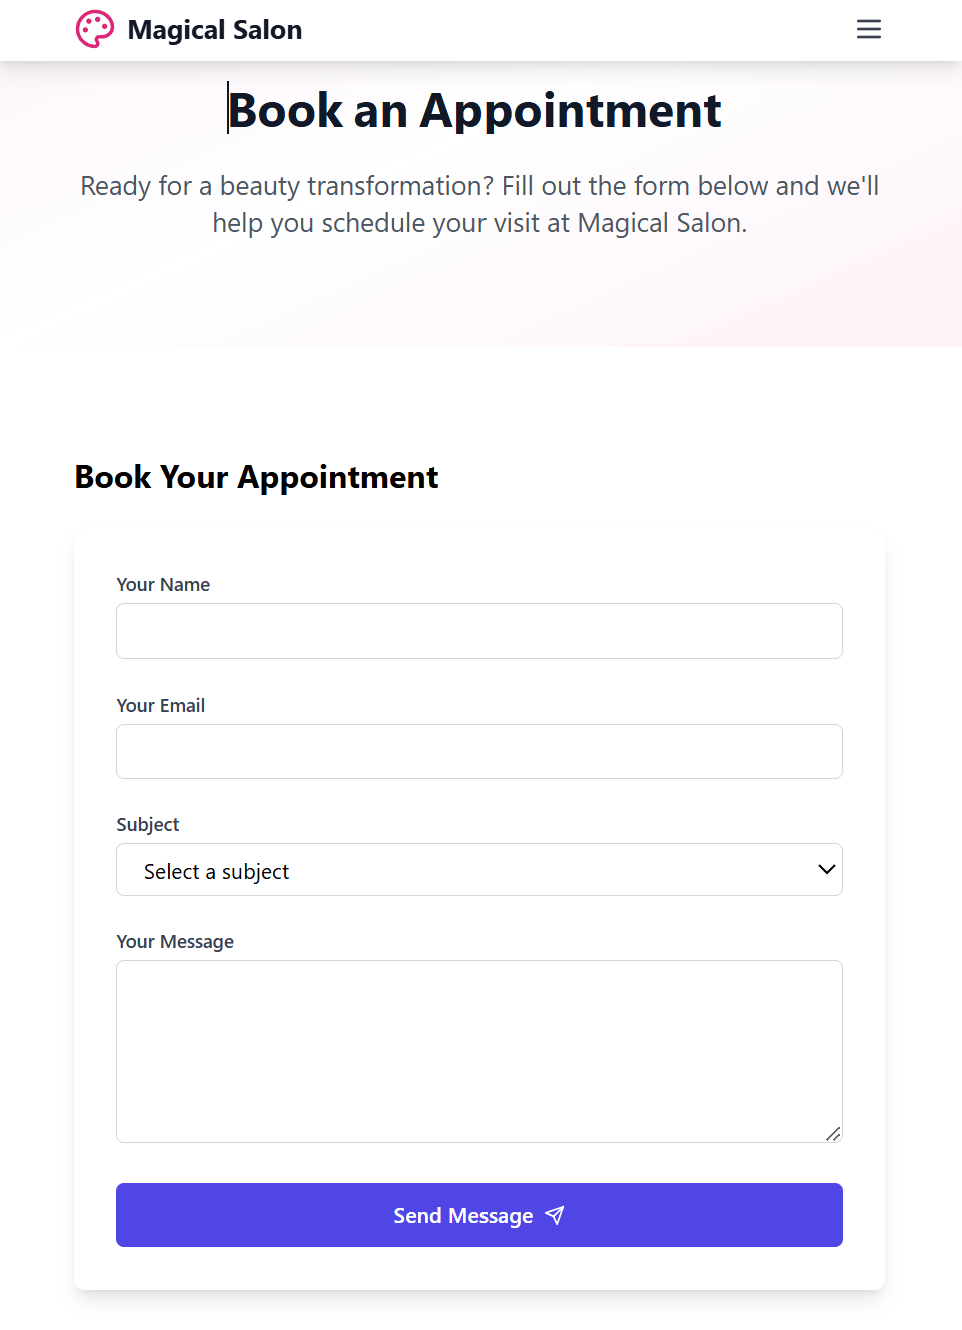 Magical Salon
Book an Appointment
Ready for a beauty transformation? Fill out the form below and we'll
help you schedule your visit at Magical Salon.
Book Your Appointment
Your Name
Your Email
Subject
Select a subject
Your Message
Send Message